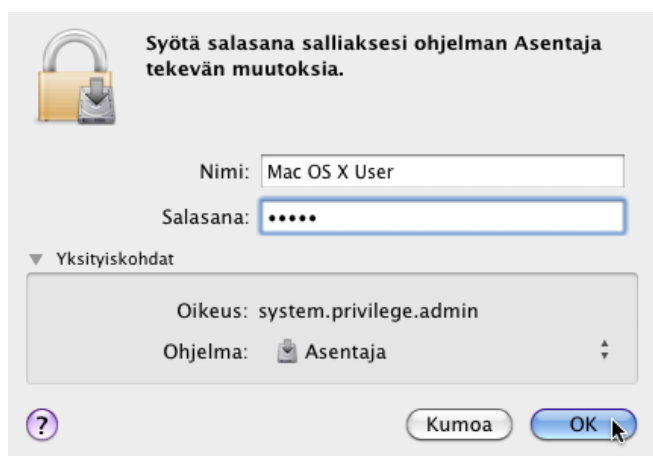 Syötä salasana salliaksesi ohjelman Asentaja
tekevän muutoksia.
Nimi: Mac OS X User
Salasana: •••••
Yksityiskohdat
Oikeus: system.privilege.admin
Ohjelma: Asentaja
? Kumoa OK